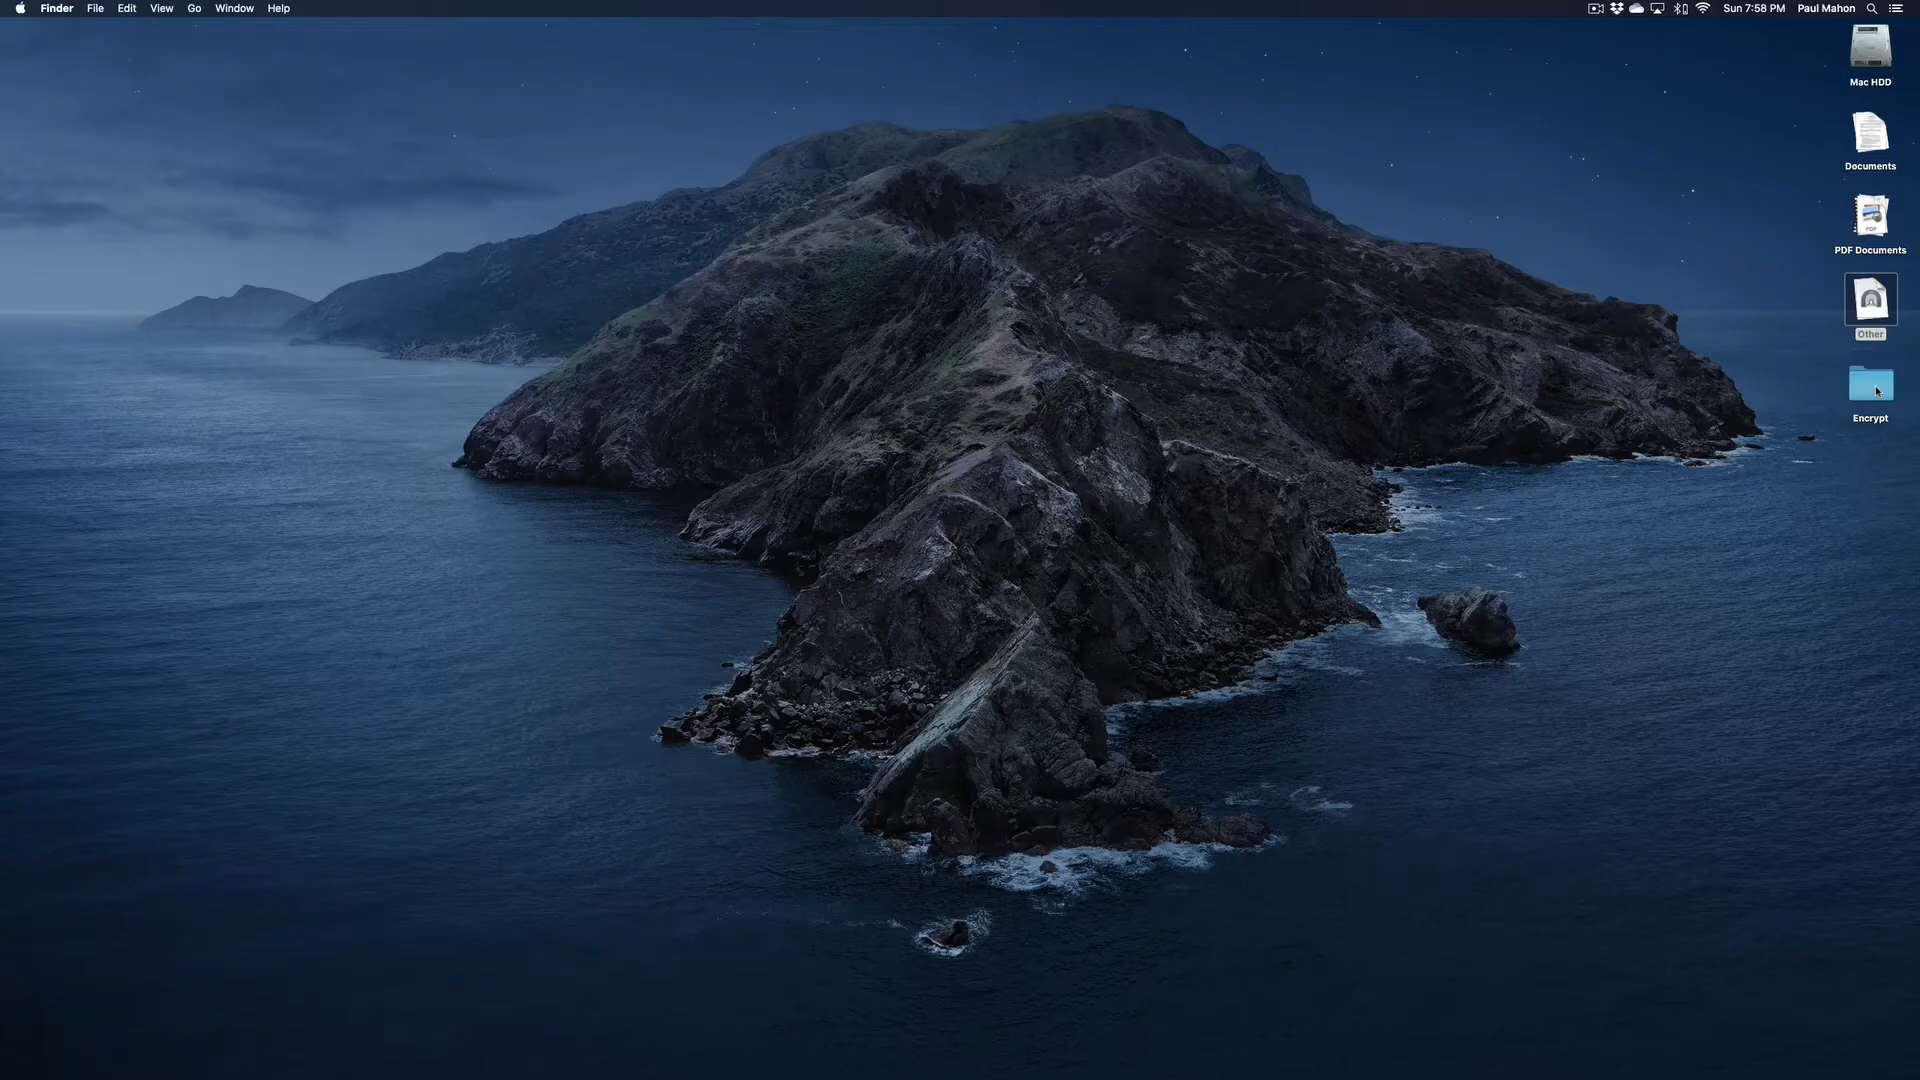 Finder File Edit View Go Window Help
Sun 7:58 PM Paul Mahon
Mac HDD
Documents
PDF
PDF Documents
Other
Encrypt